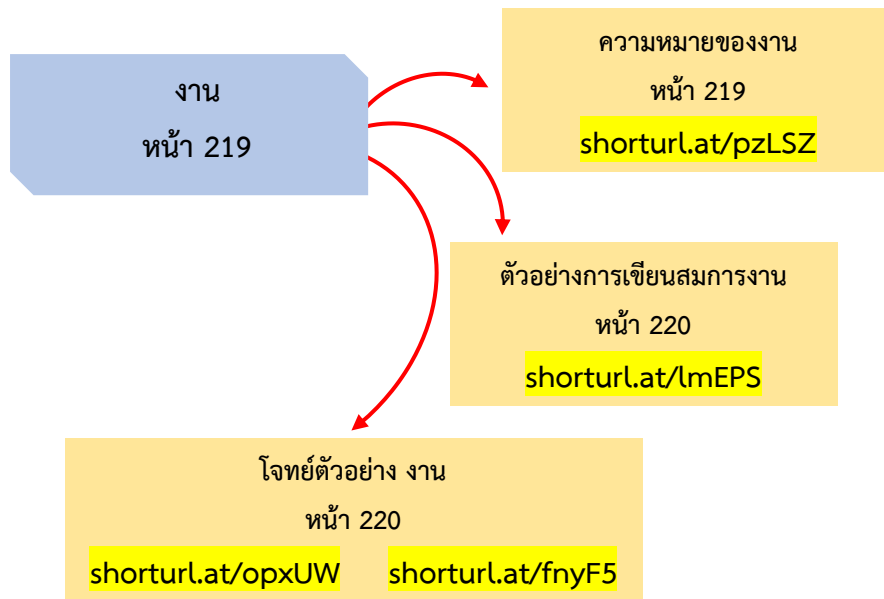 งาน
หน้า 219
ความหมายของงาน
หน้า 219
shorturl.at/pzLSZ
ตัวอย่างการเขียนสมการงาน
หน้า 220
shorturl.at/lmEPS
โจทย์ตัวอย่าง งาน
หน้า 220
shorturl.at/opxUW shorturl.at/fnyF5